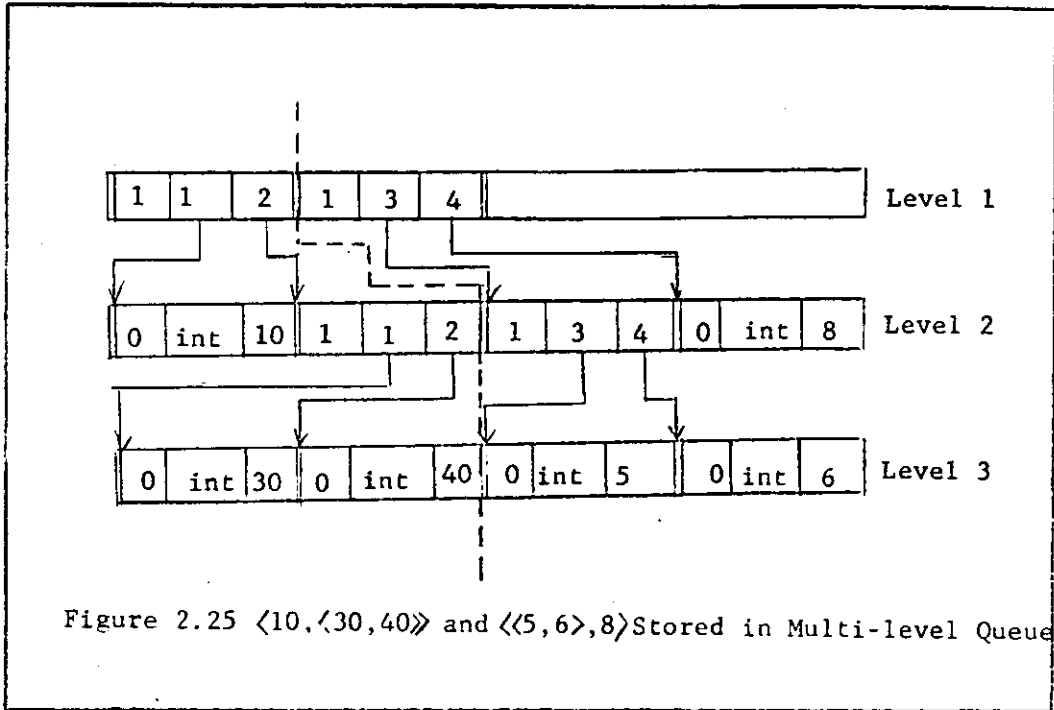 1 1 2 1 3 4 Level 1
0 int 10 1 1 2 1 3 4 0 int 8 Level 2
0 int 30 0 int 40 0 int 5 0 int 6 Level 3
Figure 2.25 ⟨10,⟨30,40⟩⟩ and ⟨⟨5,6⟩,8⟩Stored in Multi-level Queue